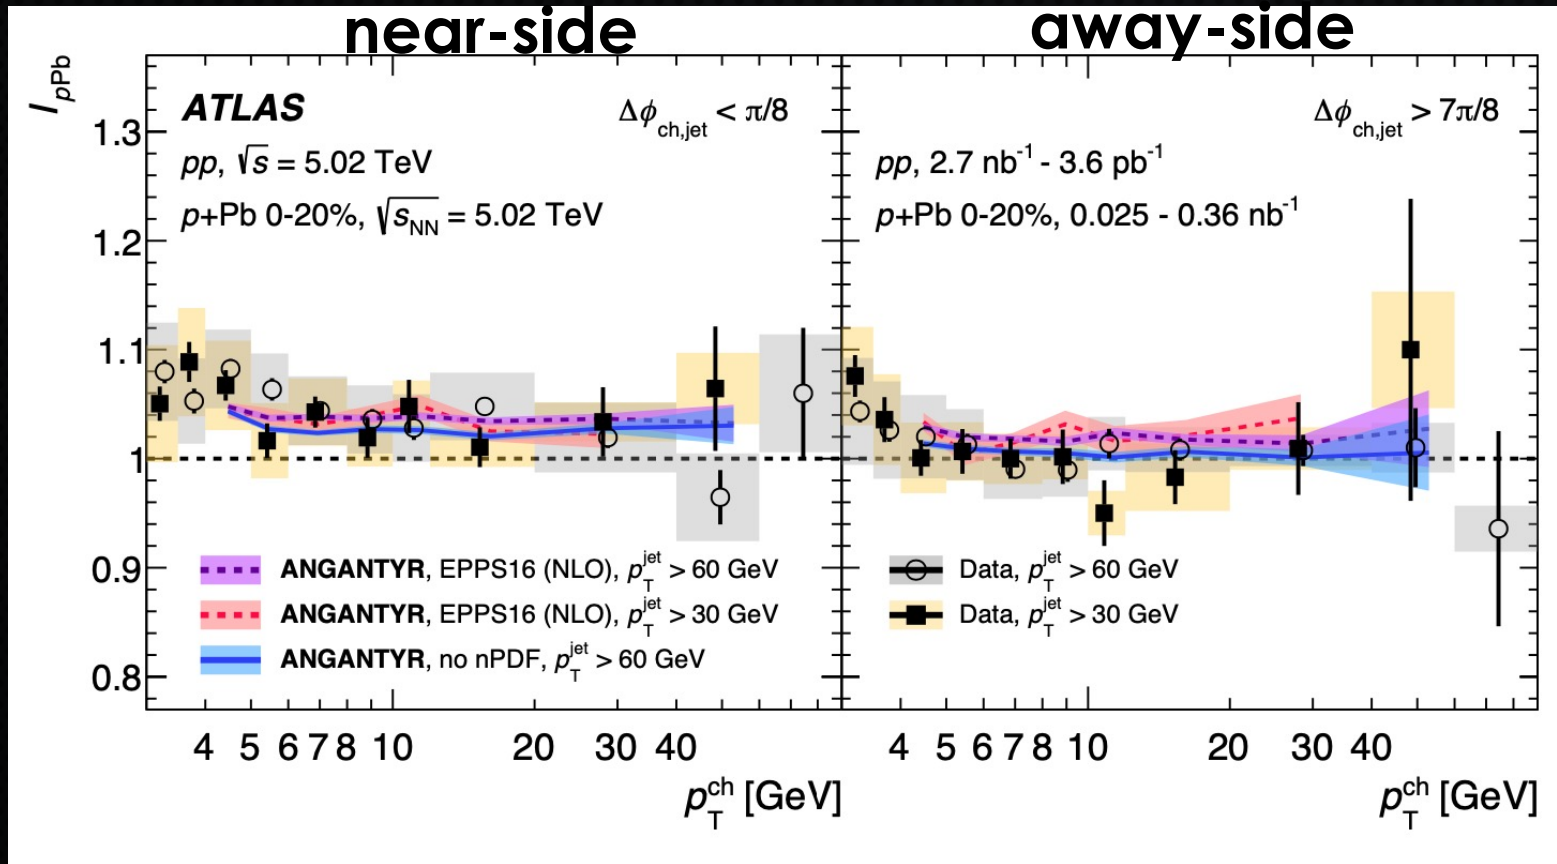 near-side away-side
I_pPb
ATLAS
Δϕ_ch,jet < π/8
pp, √s = 5.02 TeV
p+Pb 0-20%, √s_NN = 5.02 TeV
Δϕ_ch,jet > 7π/8
pp, 2.7 nb⁻¹ - 3.6 pb⁻¹
p+Pb 0-20%, 0.025 - 0.36 nb⁻¹
1.3
1.2
1.1
1
0.9
0.8
ANGANTYR, EPPS16 (NLO), p_T^jet > 60 GeV
ANGANTYR, EPPS16 (NLO), p_T^jet > 30 GeV
ANGANTYR, no nPDF, p_T^jet > 60 GeV
Data, p_T^jet > 60 GeV
Data, p_T^jet > 30 GeV
4 5 6 7 8 10 20 30 40
4 5 6 7 8 10 20 30 40
p_T^ch [GeV]
p_T^ch [GeV]